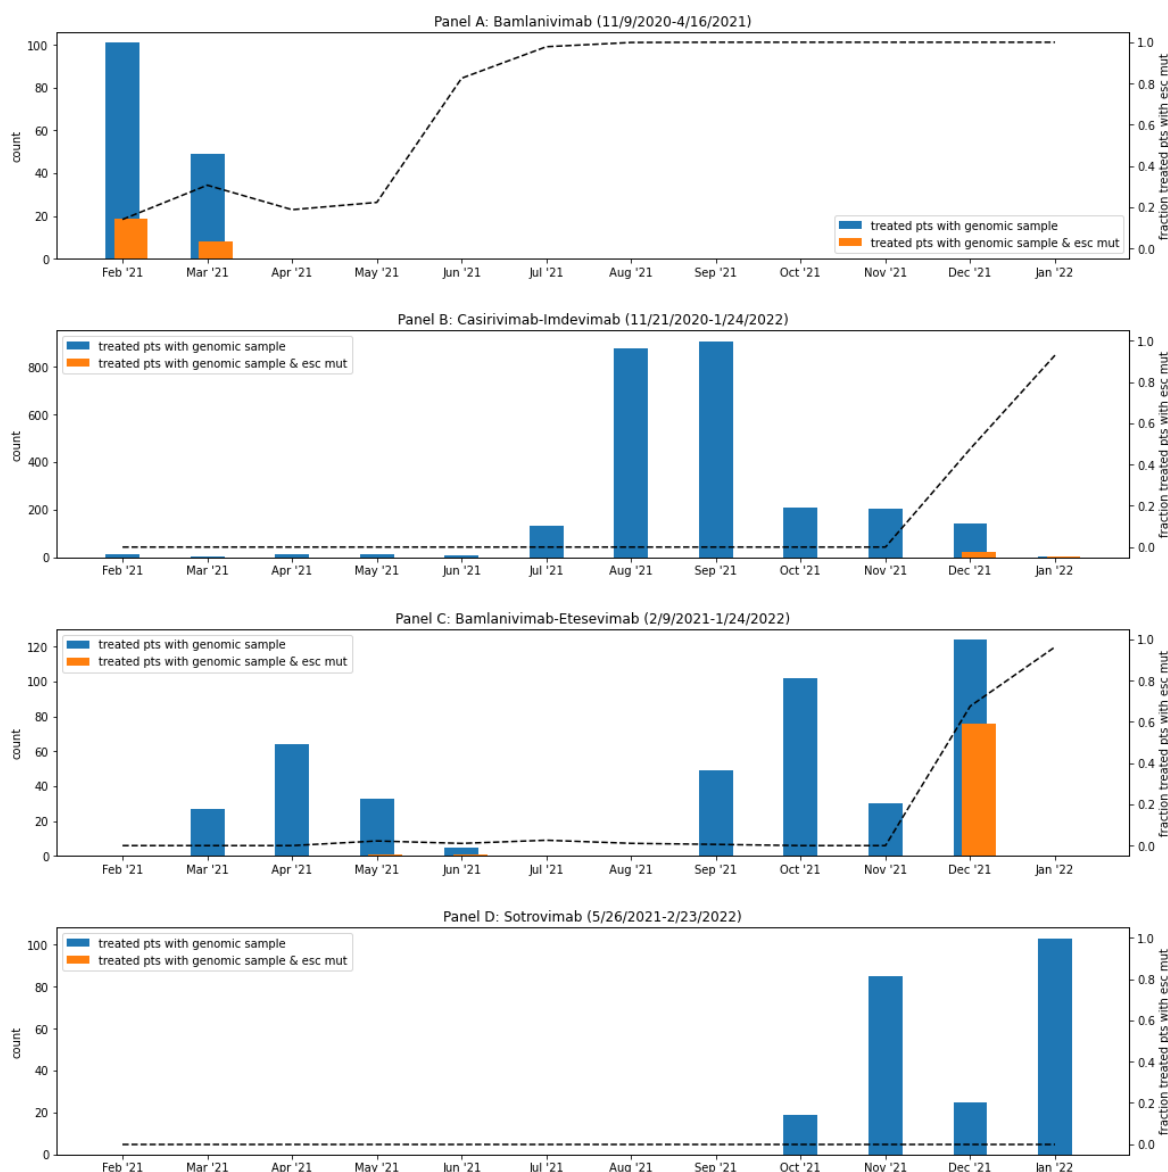 Panel A: Bamlanivimab (11/9/2020-4/16/2021)
100
80
60
40
20
0
count
1.0
0.8
0.6
0.4
0.2
0.0
fraction treated pts with esc mut
treated pts with genomic sample
treated pts with genomic sample & esc mut
Feb '21 Mar '21 Apr '21 May '21 Jun '21 Jul '21 Aug '21 Sep '21 Oct '21 Nov '21 Dec '21 Jan '22
Panel B: Casirivimab-Imdevimab (11/21/2020-1/24/2022)
treated pts with genomic sample
treated pts with genomic sample & esc mut
800
600
400
200
0
count
1.0
0.8
0.6
0.4
0.2
0.0
fraction treated pts with esc mut
Feb '21 Mar '21 Apr '21 May '21 Jun '21 Jul '21 Aug '21 Sep '21 Oct '21 Nov '21 Dec '21 Jan '22
Panel C: Bamlanivimab-Etesevimab (2/9/2021-1/24/2022)
treated pts with genomic sample
treated pts with genomic sample & esc mut
120
100
80
60
40
20
0
count
1.0
0.8
0.6
0.4
0.2
0.0
fraction treated pts with esc mut
Feb '21 Mar '21 Apr '21 May '21 Jun '21 Jul '21 Aug '21 Sep '21 Oct '21 Nov '21 Dec '21 Jan '22
Panel D: Sotrovimab (5/26/2021-2/23/2022)
treated pts with genomic sample
treated pts with genomic sample & esc mut
100
80
60
40
20
0
count
1.0
0.8
0.6
0.4
0.2
0.0
fraction treated pts with esc mut
Feb '21 Mar '21 Apr '21 May '21 Jun '21 Jul '21 Aug '21 Sep '21 Oct '21 Nov '21 Dec '21 Jan '22